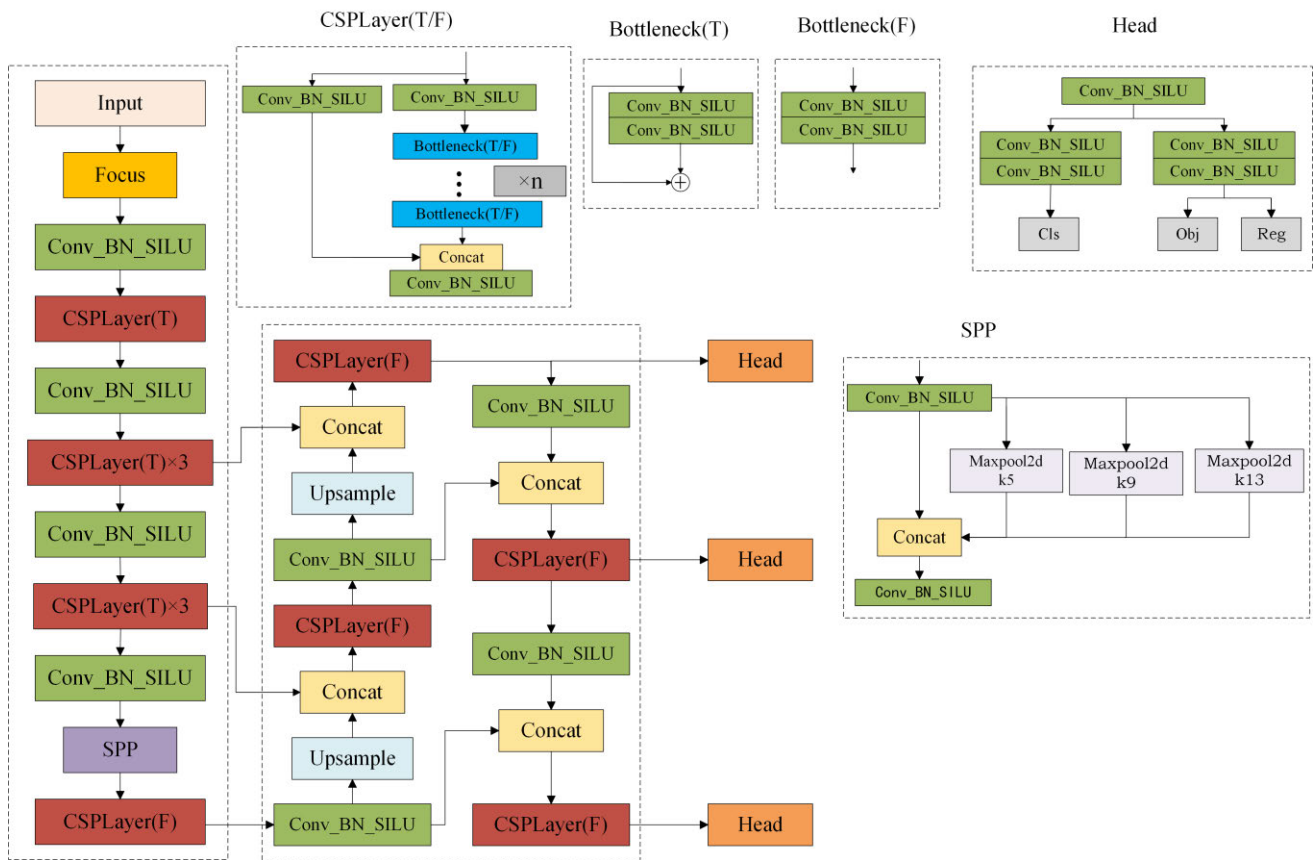 CSPLayer(T/F)
Bottleneck(T)
Bottleneck(F)
Head
Input
Focus
Conv_BN_SILU
CSPLayer(T)
Conv_BN_SILU
CSPLayer(T)×3
Conv_BN_SILU
CSPLayer(T)×3
Conv_BN_SILU
SPP
CSPLayer(F)
Conv_BN_SILU
Conv_BN_SILU
Bottleneck(T/F)
×n
Bottleneck(T/F)
Concat
Conv_BN_SILU
Conv_BN_SILU
Conv_BN_SILU
Conv_BN_SILU
Conv_BN_SILU
Conv_BN_SILU
Conv_BN_SILU
Conv_BN_SILU
Conv_BN_SILU
Conv_BN_SILU
Cls
Obj
Reg
CSPLayer(F)
Concat
Upsample
Conv_BN_SILU
CSPLayer(F)
Concat
Upsample
Conv_BN_SILU
Conv_BN_SILU
Concat
CSPLayer(F)
Conv_BN_SILU
Concat
CSPLayer(F)
Head
Head
Head
SPP
Conv_BN_SILU
Maxpool2d
k5
Maxpool2d
k9
Maxpool2d
k13
Concat
Conv_BN_SILU